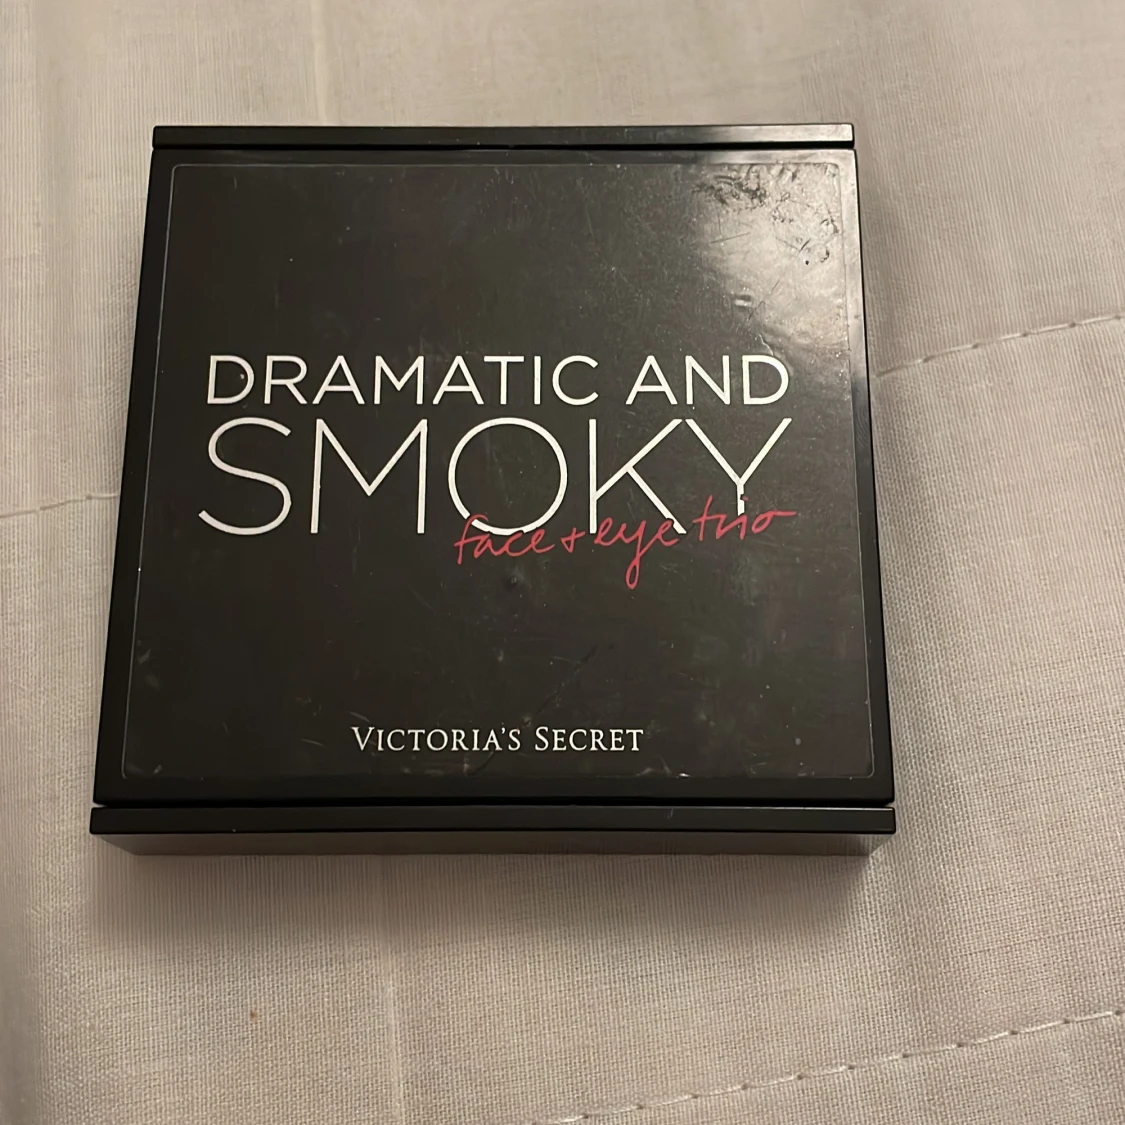 DRAMATIC AND
SMOKY
face + eye trio
VICTORIA'S SECRET